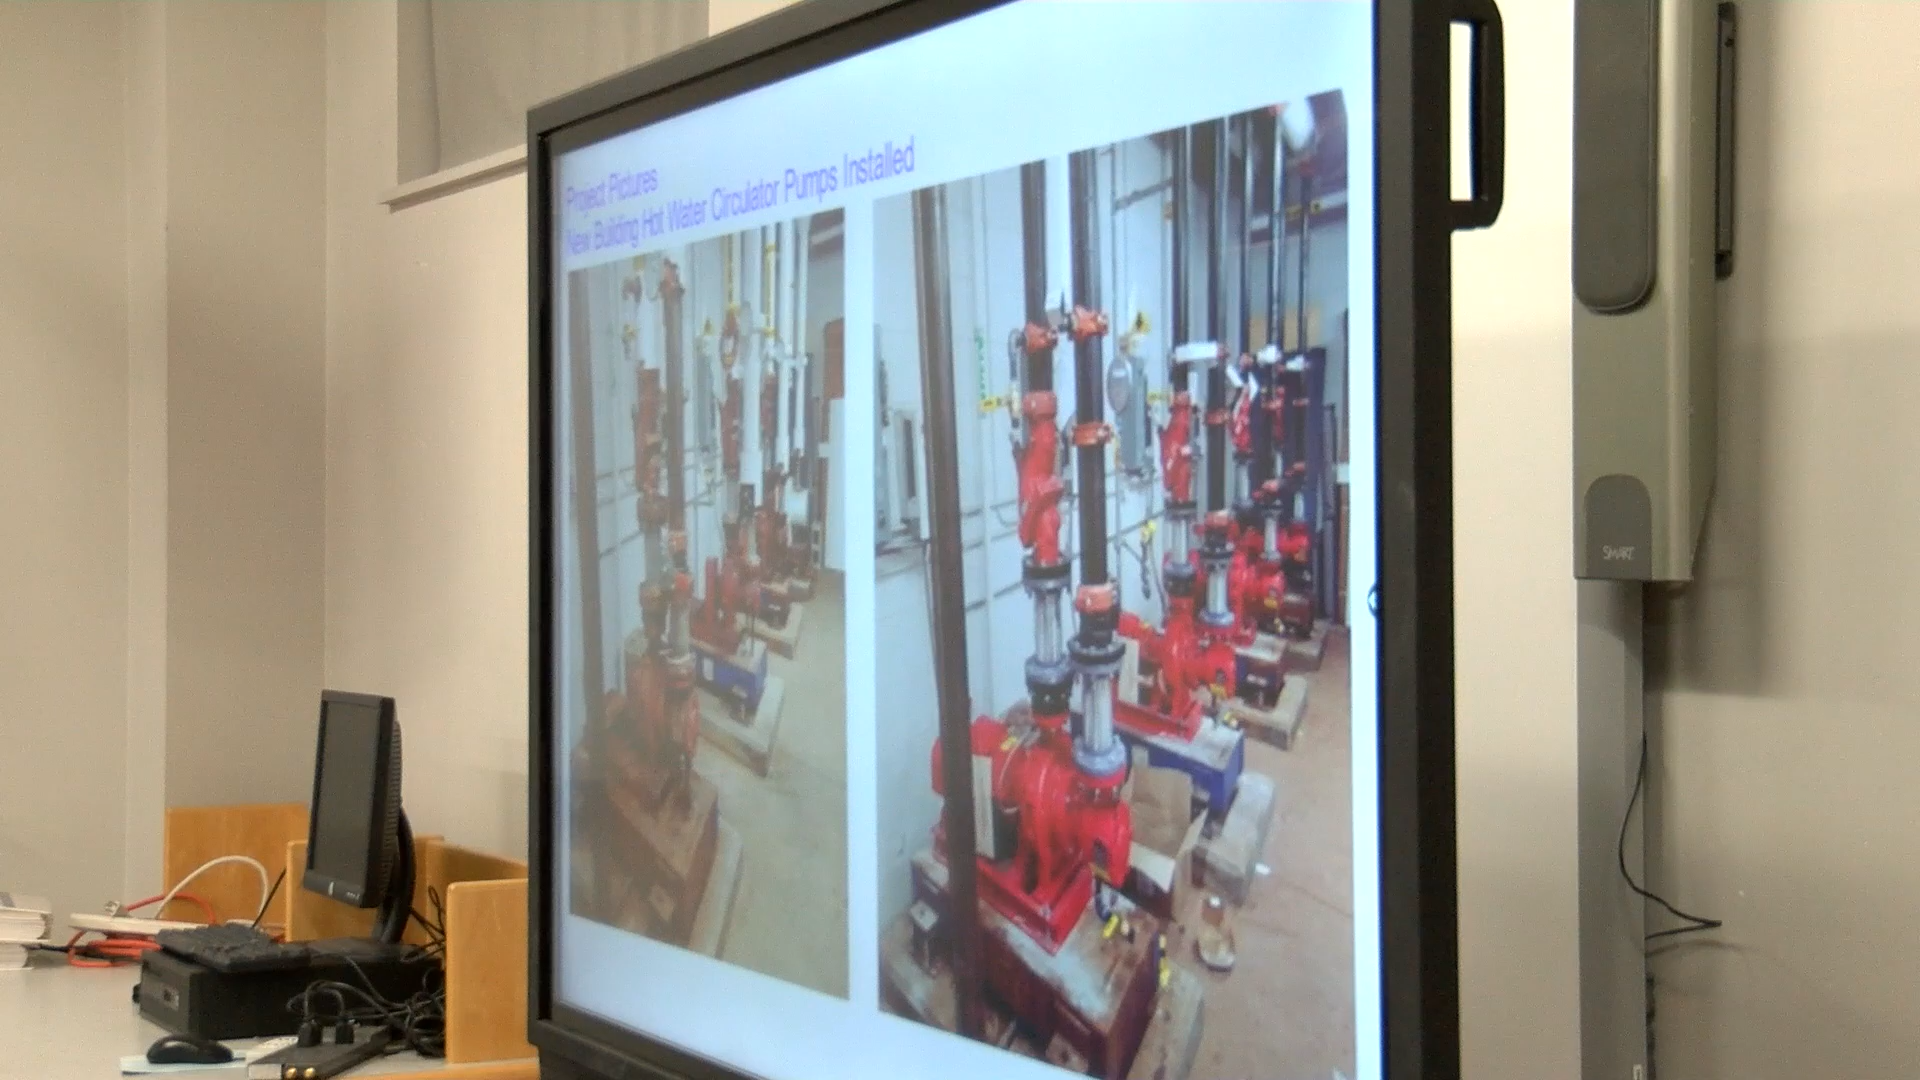 Project Pictures
New Building Hot Water Circulator Pumps Installed
SMART